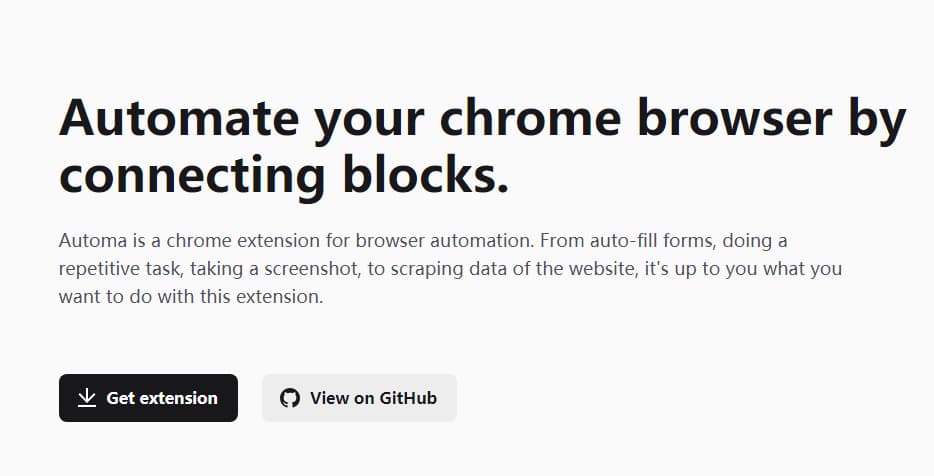 Automate your chrome browser by
connecting blocks.
Automa is a chrome extension for browser automation. From auto-fill forms, doing a
repetitive task, taking a screenshot, to scraping data of the website, it's up to you what you
want to do with this extension.
Get extension
View on GitHub